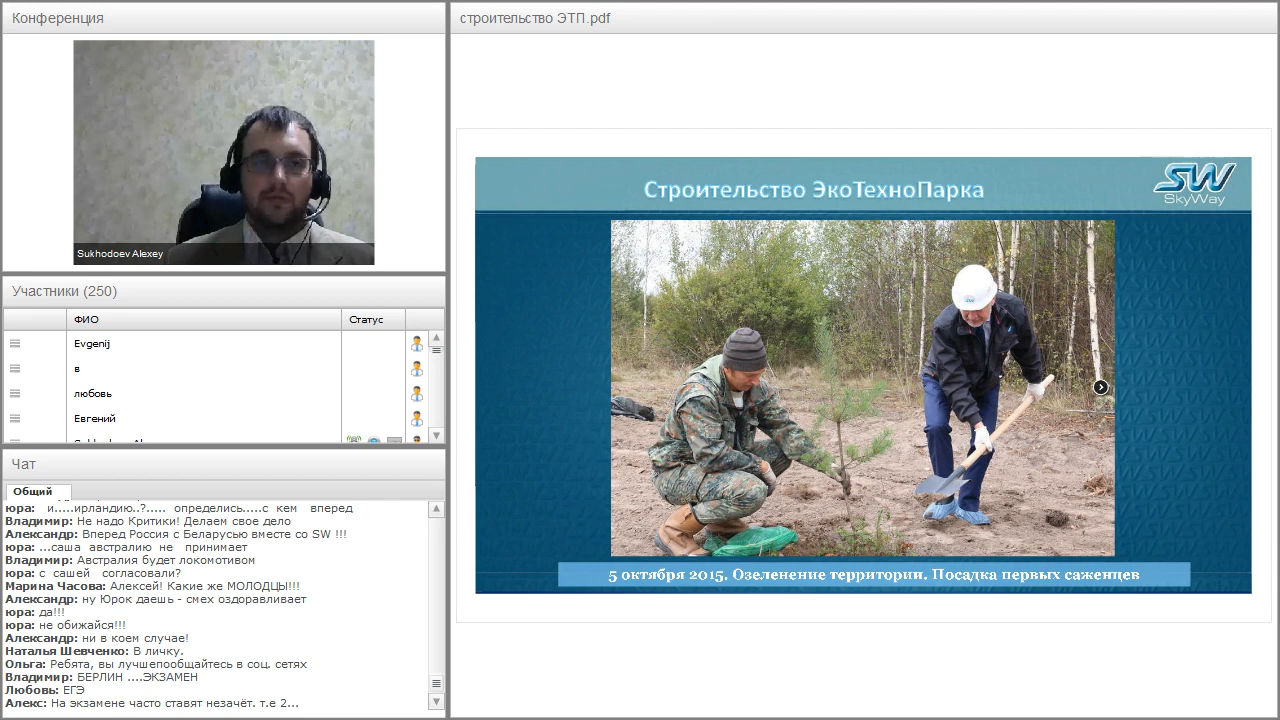 Конференция
Sukhodoev Alexey
Участники (250)
ФИО
Статус
Evgenij
в
любовь
Евгений
Чат
Общий
юра: и.....ирландию..?..... определись.....с кем вперед
Владимир: Не надо Критики! Делаем свое дло
Александр: Вперед Россия с Беларусью вместе со SW !!!
юра: ...саша австралию не принимает
Владимир: Австралия будет локомотивом
юра: с сашей согласовали?
Марина Часова: Алексей! Какие же МОЛОДЦЫ!!!
Александр: ну Юрок даешь - смех оздоравливает
юра: да!!!
юра: не обижайся!!!
Александр: ни в коем случае!
Наталья Шевченко: В личку.
Ольга: Ребята, вы лучшепообщайтесь в соц. сетях
Владимир: БЕРЛИН ....ЭКЗАМЕН
Любовь: ЕГЭ
Алекс: На экзамене часто ставят незачёт. т.е 2...
строительство ЭТП.pdf
Строительство ЭкоТехноПарка
SW
SkyWay
5 октября 2015. Озеленение территории. Посадка первых саженцев